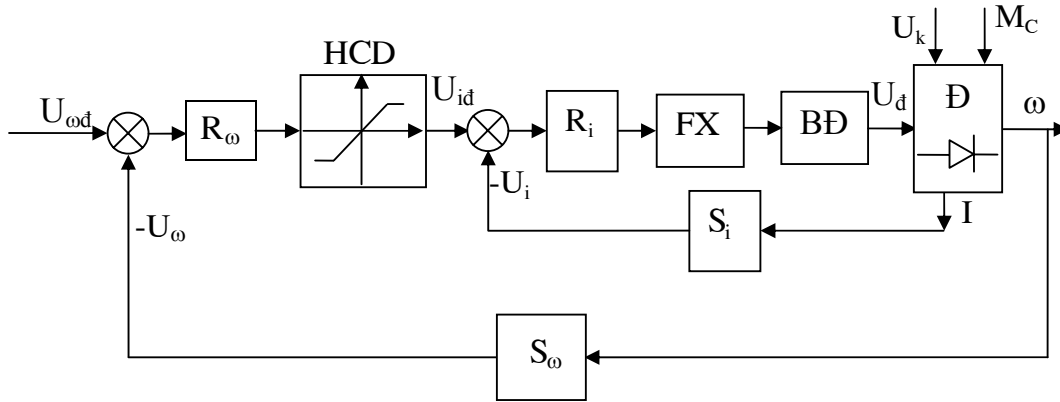 U_k
M_C
HCD
U_ωđ
R_ω
U_iđ
R_i
FX
BĐ
U_đ
Đ
ω
-U_ω
-U_i
S_i
I
S_ω